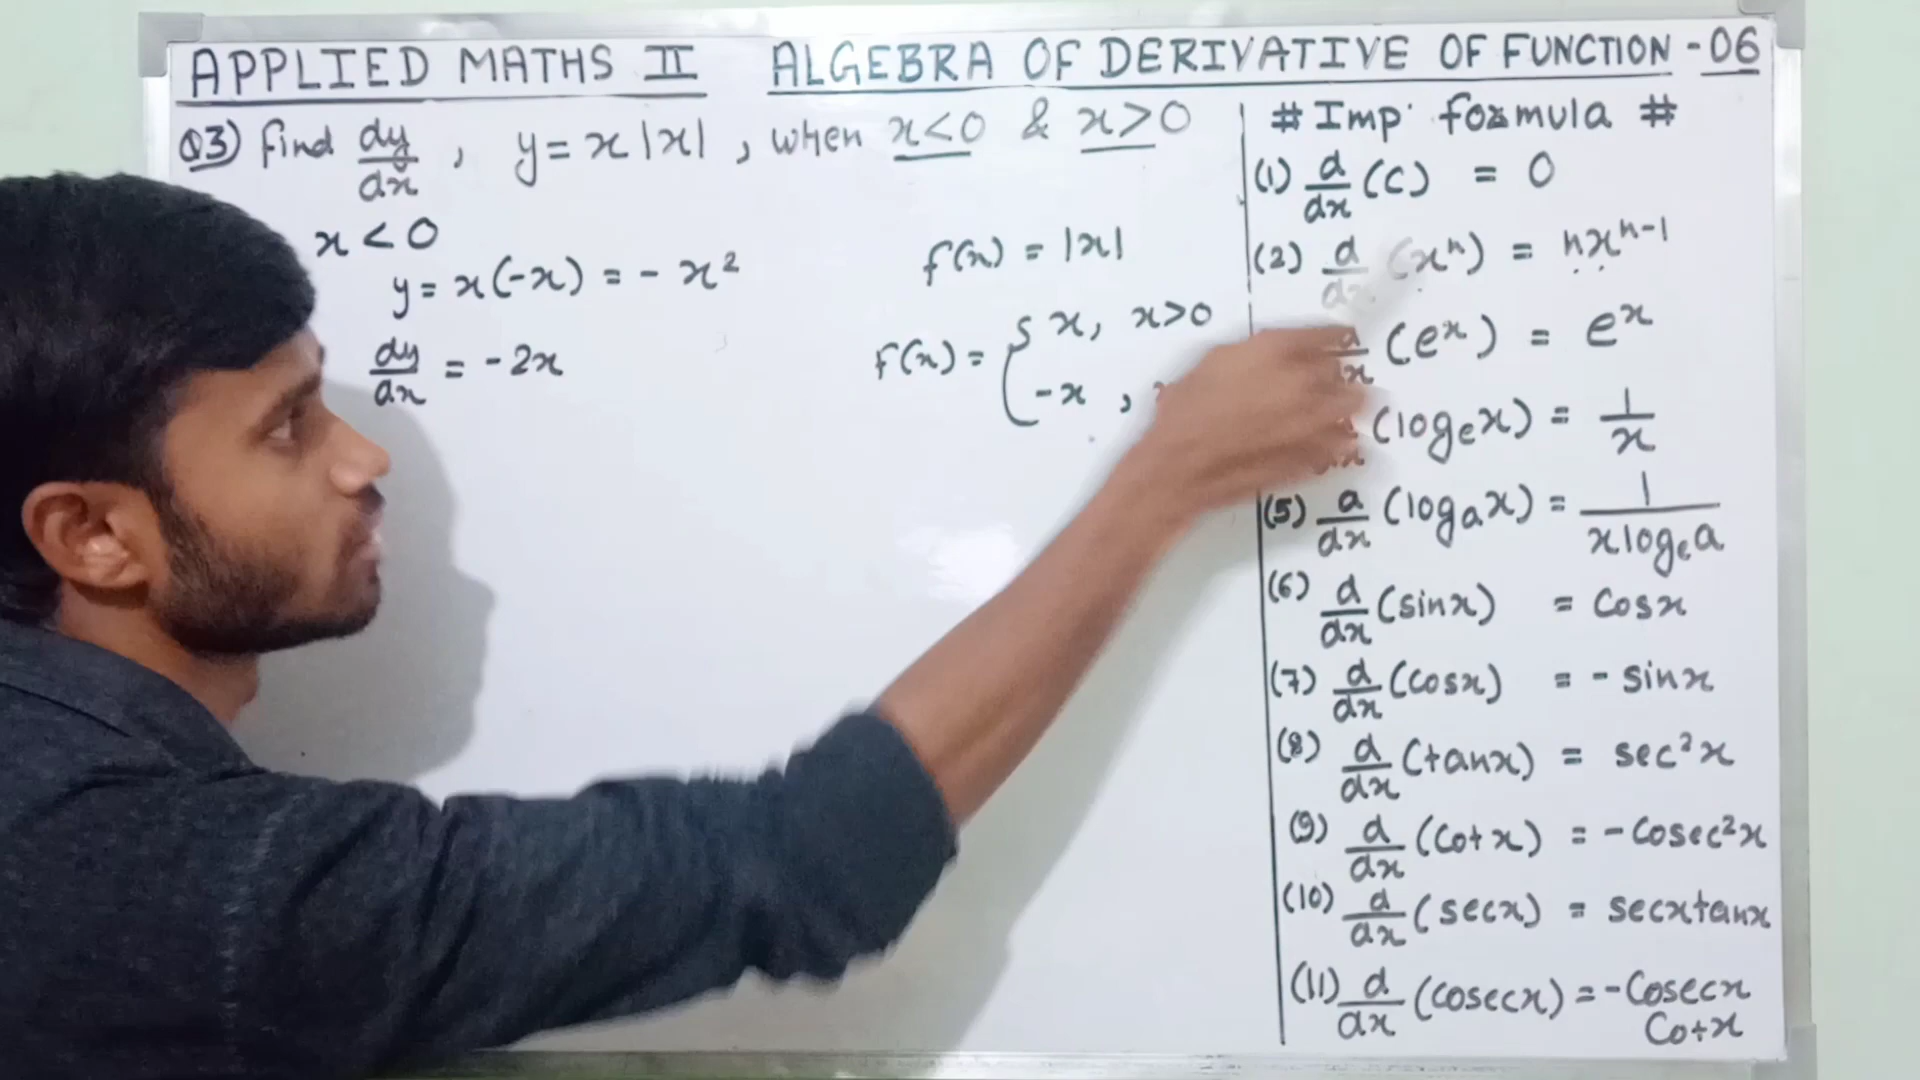 APPLIED MATHS II ALGEBRA OF DERIVATIVE OF FUNCTION - 06
Q3) Find dy/dx , y = x|x| , when x<0 & x>0
x < 0
y = x(-x) = - x²
dy/dx = - 2x
f(x) = |x|
f(x) = { x, x>0
-x ,
# Imp. formula #
(1) d/dx (c) = 0
(2) d/dx (xⁿ) = nxⁿ⁻¹
d/dx (eˣ) = eˣ
(logₑx) = 1/x
(5) d/dx (logₐx) = 1/(x logₑa)
(6) d/dx (sinx) = Cosx
(7) d/dx (Cosx) = - sinx
(8) d/dx (tanx) = sec²x
(9) d/dx (Cotx) = - Cosec²x
(10) d/dx (secx) = secxtanx
(11) d/dx (cosecx) = - Cosecx
Cotx